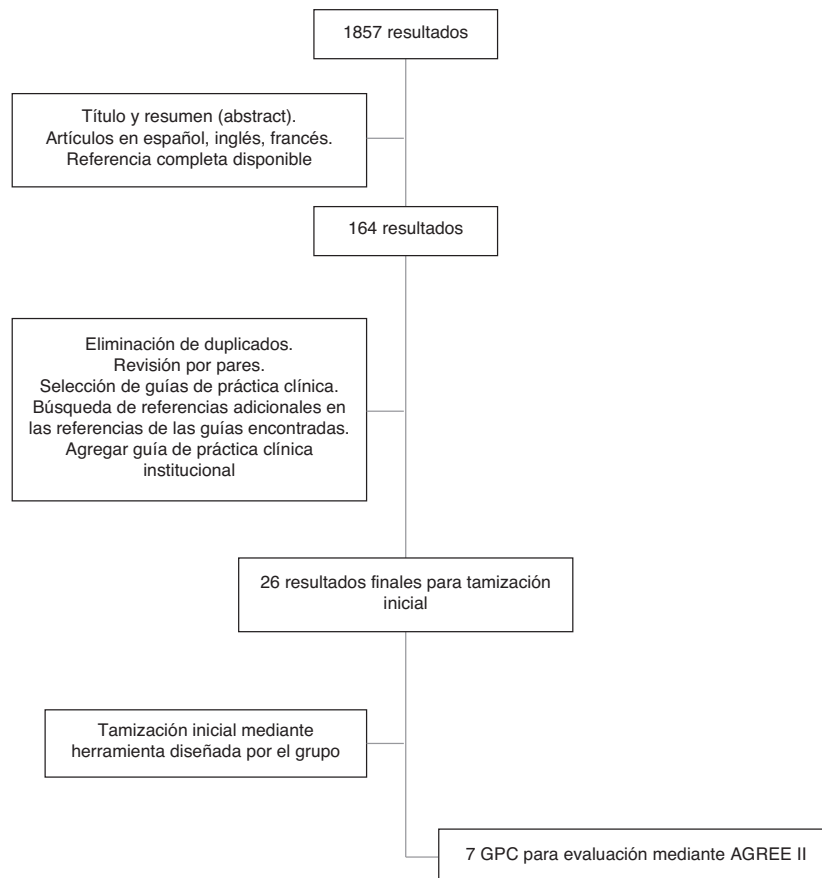 1857 resultados
Título y resumen (abstract).
Artículos en español, inglés, francés.
Referencia completa disponible
164 resultados
Eliminación de duplicados.
Revisión por pares.
Selección de guías de práctica clínica.
Búsqueda de referencias adicionales en
las referencias de las guías encontradas.
Agregar guía de práctica clínica
institucional
26 resultados finales para tamización
inicial
Tamización inicial mediante
herramienta diseñada por el grupo
7 GPC para evaluación mediante AGREE II